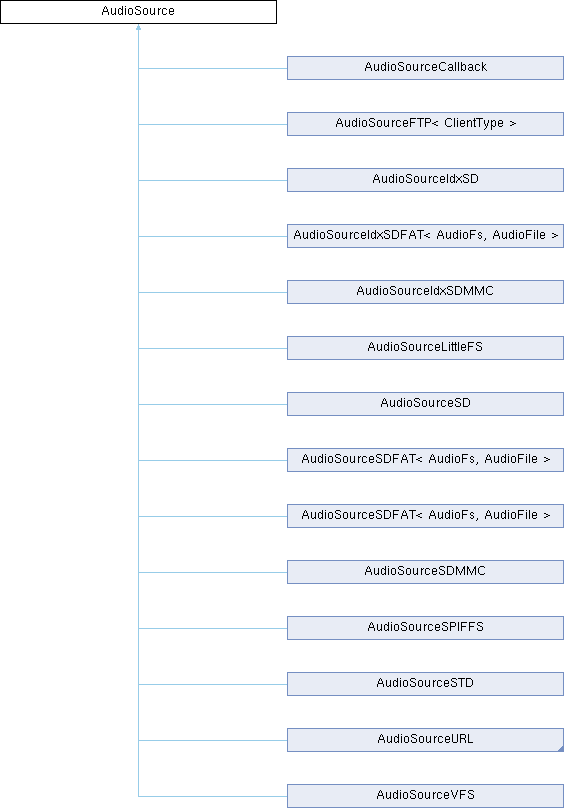 AudioSource
AudioSourceCallback
AudioSourceFTP< ClientType >
AudioSourceIdxSD
AudioSourceIdxSDFAT< AudioFs, AudioFile >
AudioSourceIdxSDMMC
AudioSourceLittleFS
AudioSourceSD
AudioSourceSDFAT< AudioFs, AudioFile >
AudioSourceSDFAT< AudioFs, AudioFile >
AudioSourceSDMMC
AudioSourceSPIFFS
AudioSourceSTD
AudioSourceURL
AudioSourceVFS